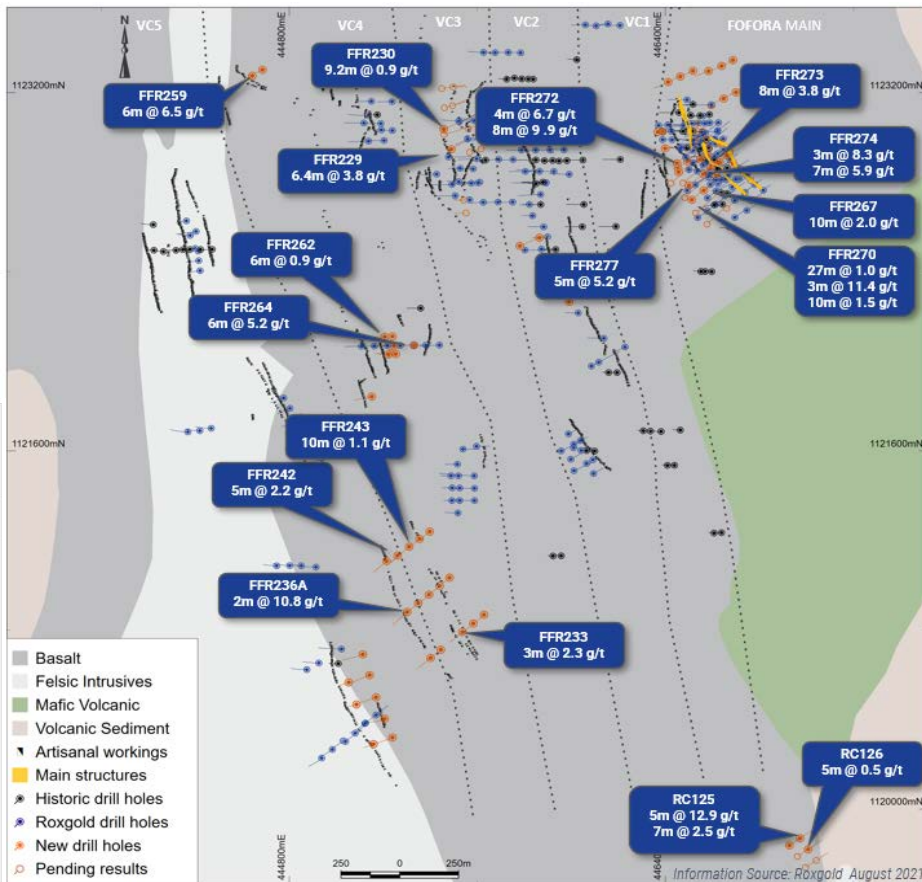 VC5
VC4
VC3
VC2
VC1
FOFORA MAIN
N
444800mE
446400mE
1123200mN
1123200mN
FFR259
6m @ 6.5 g/t
FFR230
9.2m @ 0.9 g/t
FFR229
6.4m @ 3.8 g/t
FFR272
4m @ 6.7 g/t
8m @ 9 .9 g/t
FFR273
8m @ 3.8 g/t
FFR274
3m @ 8.3 g/t
7m @ 5.9 g/t
FFR267
10m @ 2.0 g/t
FFR270
27m @ 1.0 g/t
3m @ 11.4 g/t
10m @ 1.5 g/t
FFR277
5m @ 5.2 g/t
FFR262
6m @ 0.9 g/t
FFR264
6m @ 5.2 g/t
1121600mN
1121600mN
FFR243
10m @ 1.1 g/t
FFR242
5m @ 2.2 g/t
FFR236A
2m @ 10.8 g/t
FFR233
3m @ 2.3 g/t
Basalt
Felsic Intrusives
Mafic Volcanic
Volcanic Sediment
Artisanal workings
Main structures
Historic drill holes
Roxgold drill holes
New drill holes
Pending results
RC126
5m @ 0.5 g/t
RC125
5m @ 12.9 g/t
7m @ 2.5 g/t
1120000mN
444800mE
250 0 250m
Information Source: Roxgold August 202